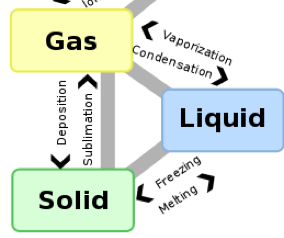 Gas
Vaporization
Condensation
Deposition
Sublimation
Liquid
Freezing
Melting
Solid